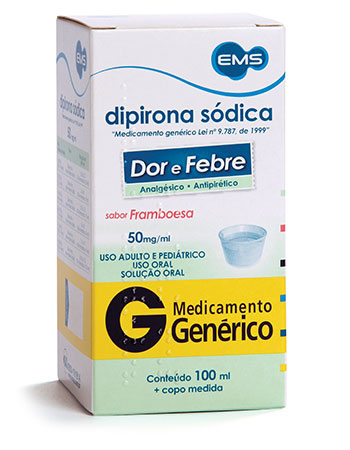 EMS
dipirona sódica
"Medicamento genérico Lei nº 9.787, de 1999"
Dor e Febre
Analgésico • Antipirético
sabor Framboesa
50mg/ml
USO ADULTO E PEDIÁTRICO
USO ORAL
SOLUÇÃO ORAL
G Medicamento
Genérico
Conteúdo 100 ml
+ copo medida